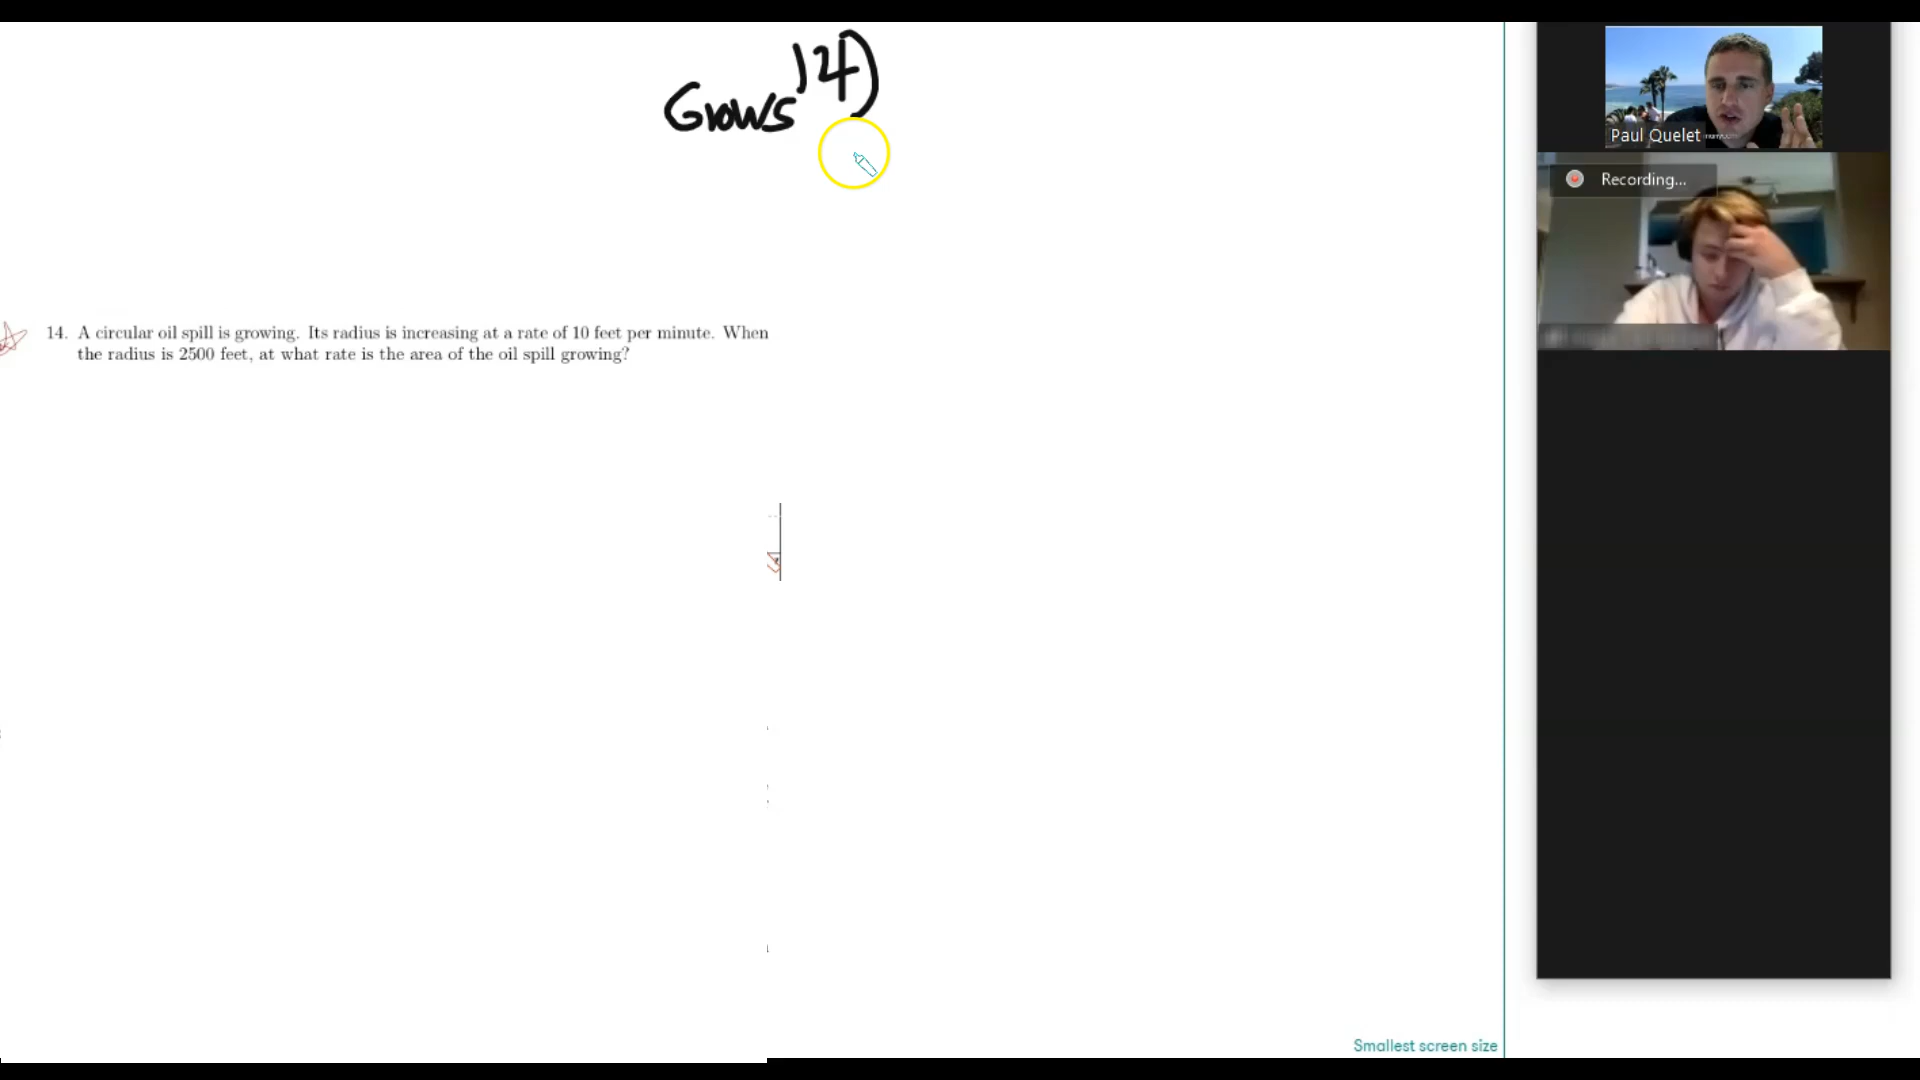 14)
Grows
14. A circular oil spill is growing. Its radius is increasing at a rate of 10 feet per minute. When
the radius is 2500 feet, at what rate is the area of the oil spill growing?
Paul Quelet
Recording...
Smallest screen size